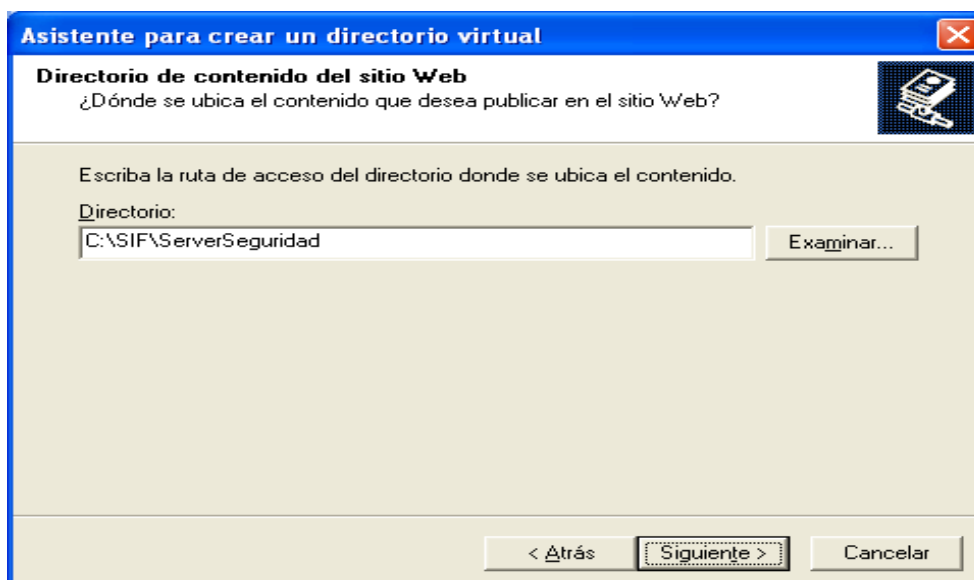 Asistente para crear un directorio virtual
Directorio de contenido del sitio Web
¿Dónde se ubica el contenido que desea publicar en el sitio Web?
Escriba la ruta de acceso del directorio donde se ubica el contenido.
Directorio:
C:\SIF\ServerSeguridad
Examinar...
< Atrás
Siguiente >
Cancelar